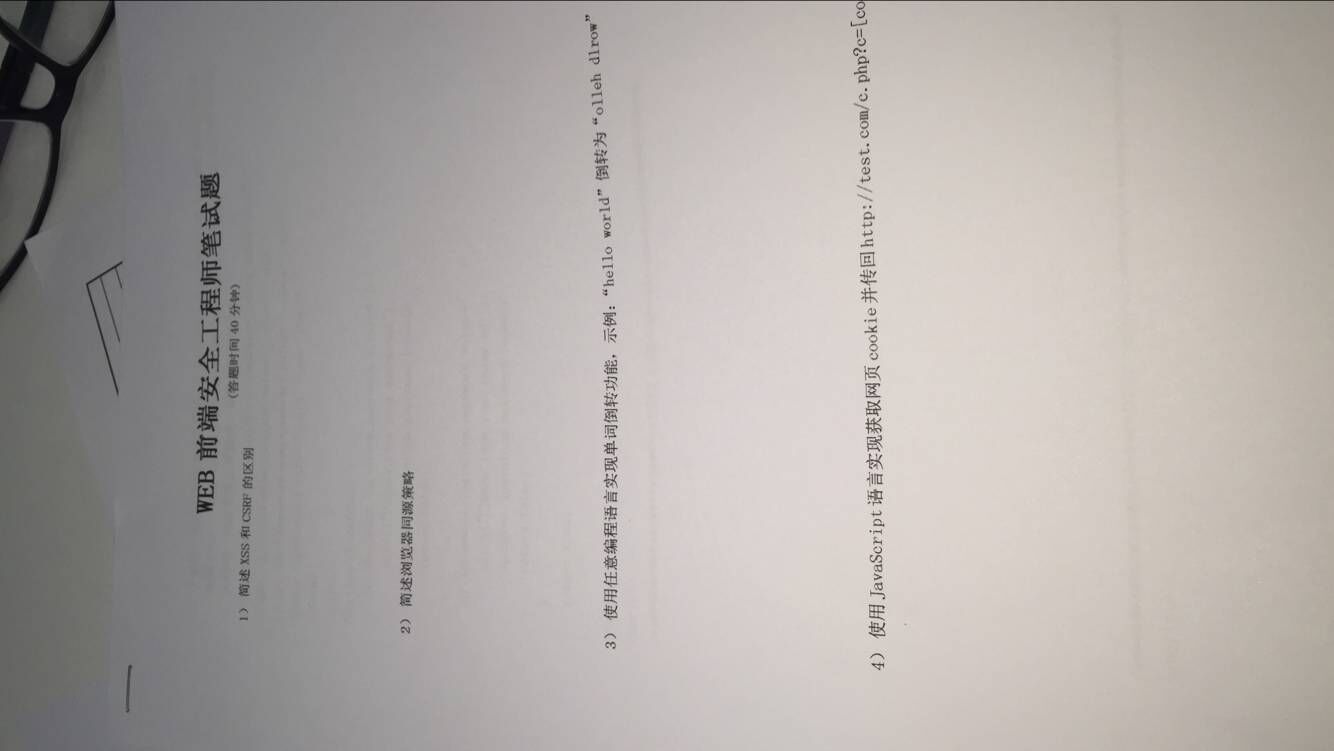 WEB 前端安全工程师笔试题
（答题时间 40 分钟）
1） 简述 XSS 和 CSRF 的区别
2） 简述浏览器同源策略
3） 使用任意编程语言实现单词倒转功能，示例：“hello world” 倒转为 “olleh dlrow”
4） 使用 JavaScript 语言实现获取网页 cookie 并传回 http://test.com/c.php?c=[co